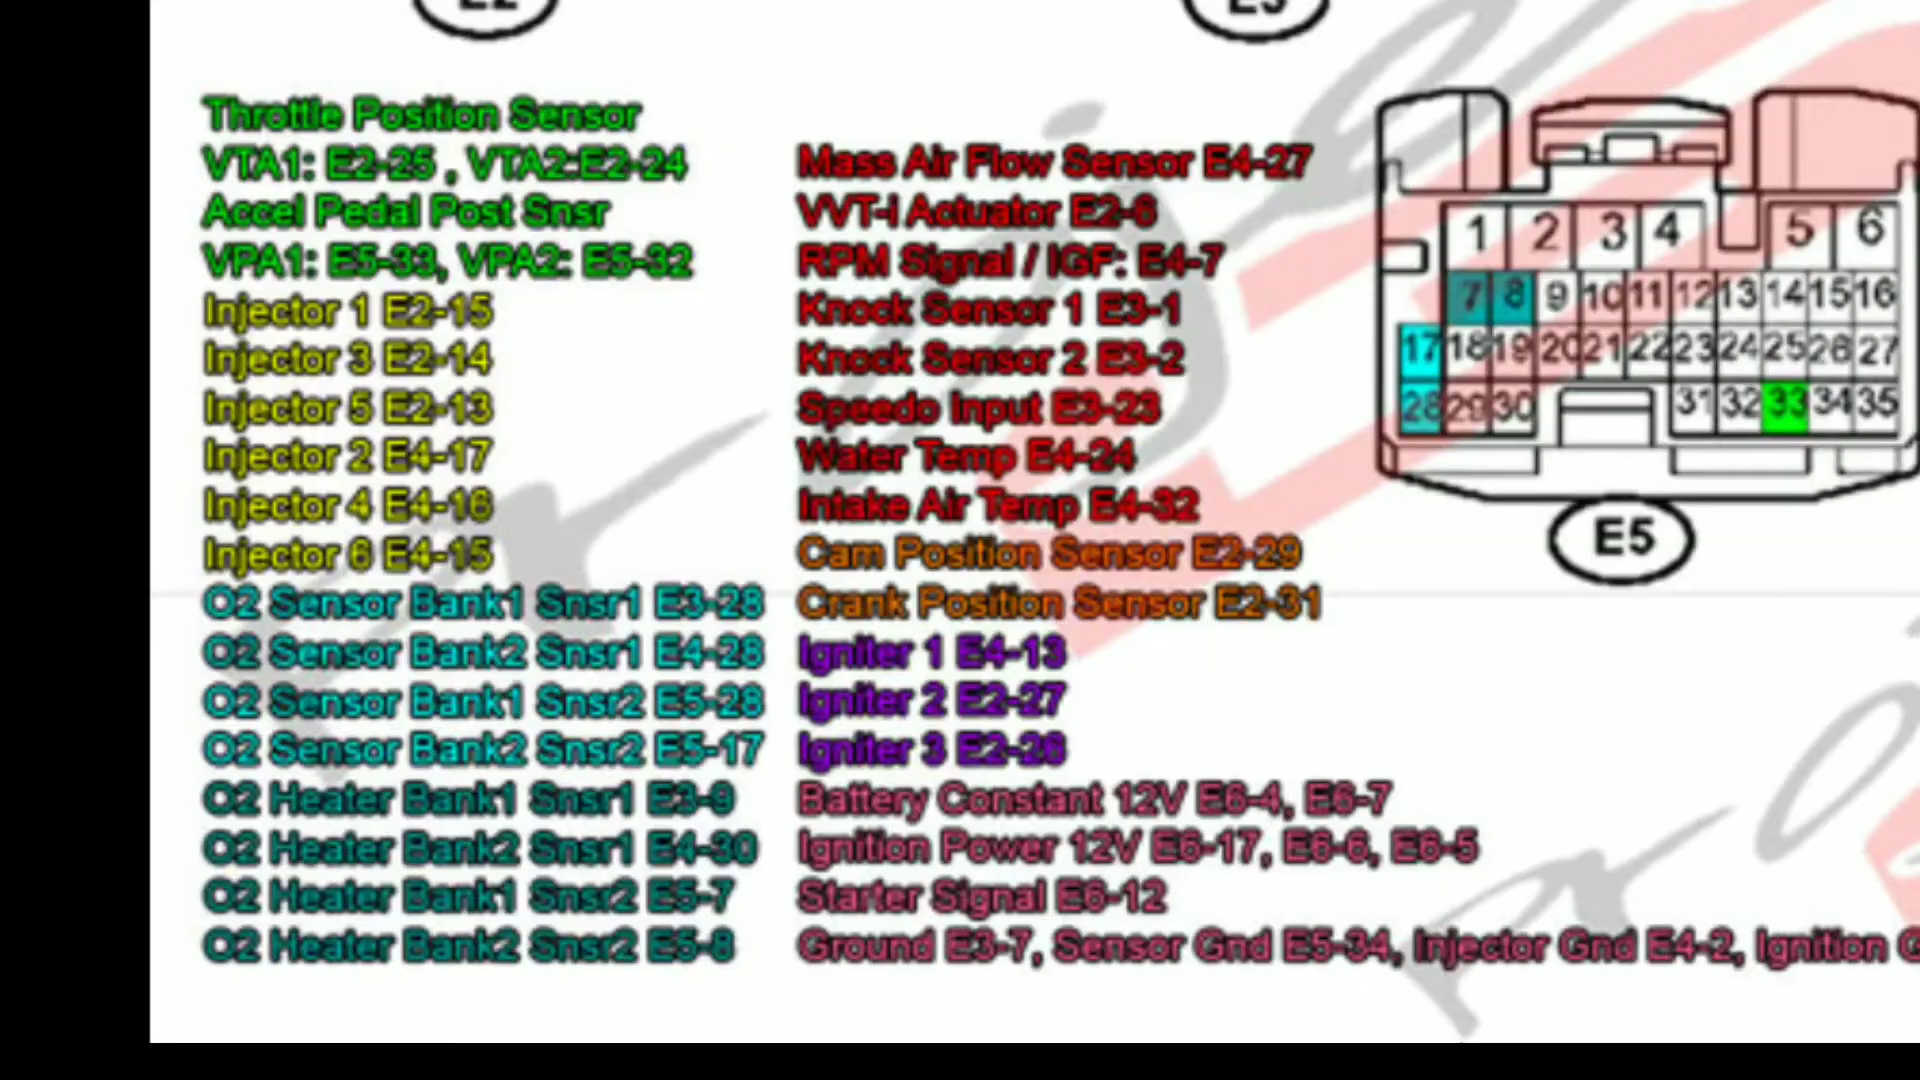 Throttle Position Sensor
VTA1: E2-25 , VTA2:E2-24
Accel Pedal Post Snsr
VPA1: E5-33, VPA2: E5-32
Injector 1 E2-15
Injector 3 E2-14
Injector 5 E2-13
Injector 2 E4-17
Injector 4 E4-16
Injector 6 E4-15
O2 Sensor Bank1 Snsr1 E3-28
O2 Sensor Bank2 Snsr1 E4-28
O2 Sensor Bank1 Snsr2 E5-28
O2 Sensor Bank2 Snsr2 E5-17
O2 Heater Bank1 Snsr1 E3-9
O2 Heater Bank2 Snsr1 E4-30
O2 Heater Bank1 Snsr2 E5-7
O2 Heater Bank2 Snsr2 E5-8
Mass Air Flow Sensor E4-27
VVT-i Actuator E2-6
RPM Signal / IGF: E4-7
Knock Sensor 1 E3-1
Knock Sensor 2 E3-2
Speedo Input E3-23
Water Temp E4-24
Intake Air Temp E4-32
Cam Position Sensor E2-29
Crank Position Sensor E2-31
Igniter 1 E4-13
Igniter 2 E2-27
Igniter 3 E2-26
Battery Constant 12V E6-4, E6-7
Ignition Power 12V E6-17, E6-6, E6-5
Starter Signal E6-12
Ground E3-7, Sensor Gnd E5-34, Injector Gnd E4-2, Ignition G
1 2 3 4 5 6
7 8 9 10 11 12 13 14 15 16
17 18 19 20 21 22 23 24 25 26 27
28 29 30 31 32 33 34 35
E5